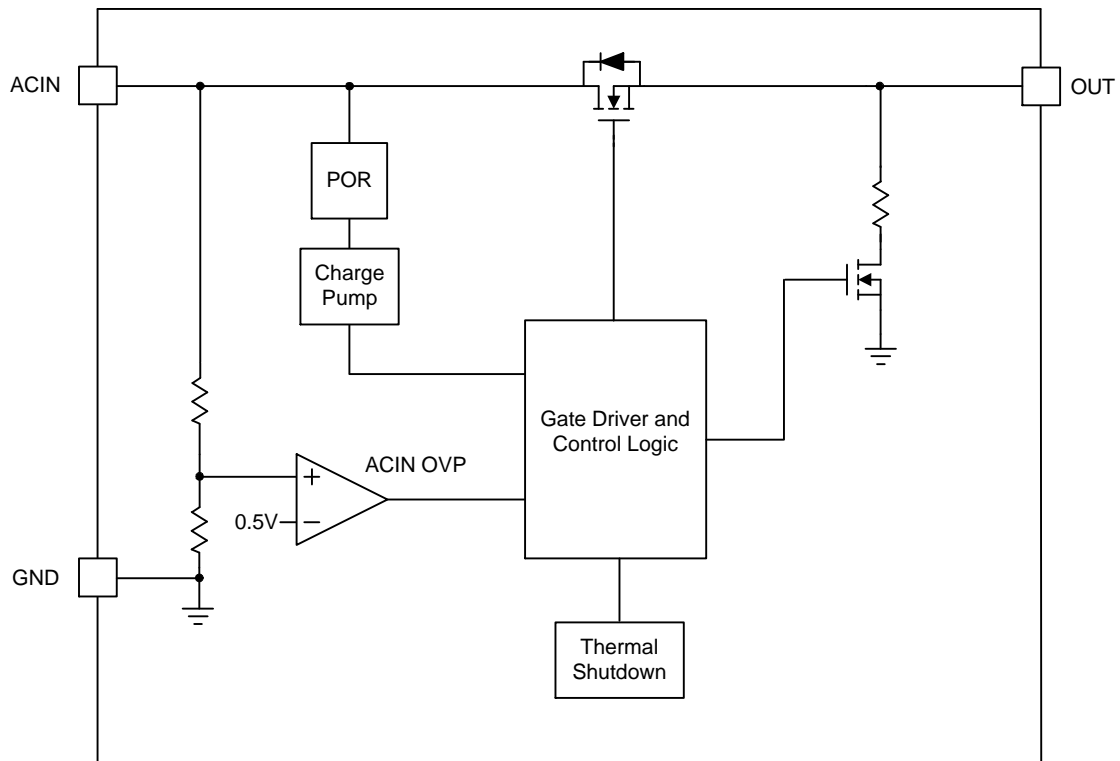 ACIN
OUT
POR
Charge
Pump
Gate Driver and
Control Logic
ACIN OVP
+
0.5V
−
GND
Thermal
Shutdown